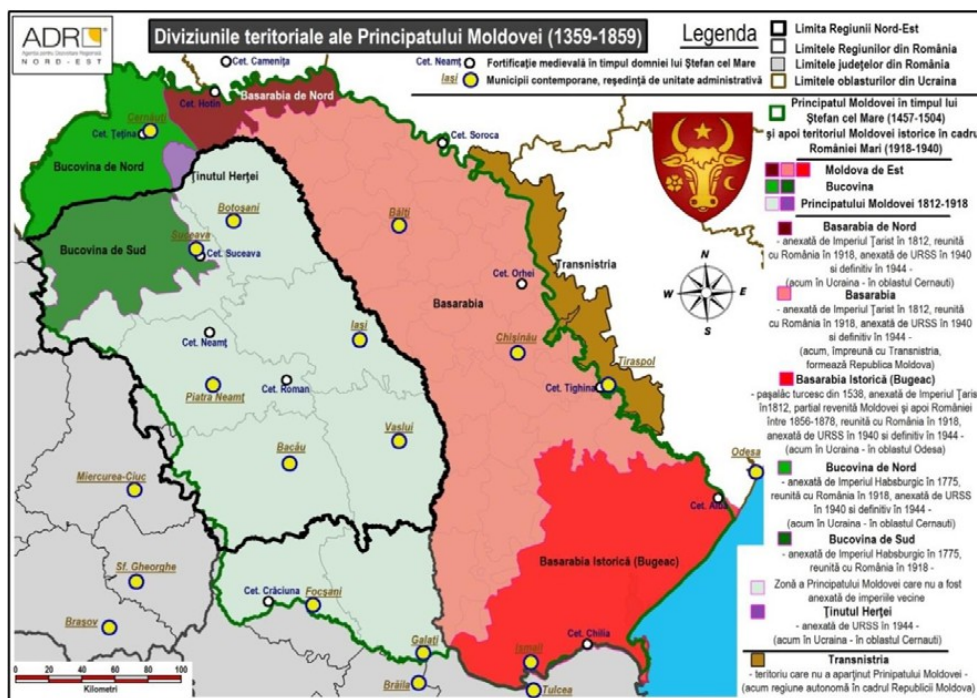 ADR
Agenția pentru Dezvoltare Regională
NORD-EST
Diviziunile teritoriale ale Principatului Moldovei (1359-1859)
Legenda
Cet. Neamț Fortificație medievală în timpul domniei lui Ștefan cel Mare
Iași Municipii contemporane, reședință de unitate administrativă
Limita Regiunii Nord-Est
Limitele Regiunilor din România
Limitele județelor din România
Limitele oblasturilor din Ucraina
Principatul Moldovei în timpul lui
Ștefan cel Mare (1457-1504)
și apoi teritoriul Moldovei istorice în cadru
României Mari (1918-1940)
Moldova de Est
Bucovina
Principatului Moldovei 1812-1918
Basarabia de Nord
- anexată de Imperiul Țarist în 1812, reunită
cu România în 1918, anexată de URSS în 1940
si definitiv în 1944 -
(acum în Ucraina - în oblastul Cernauti)
Basarabia
- anexată de Imperiul Țarist în 1812, reunită
cu România în 1918, anexată de URSS în 1940
si definitiv în 1944 -
(acum, împreună cu Transnistria,
formează Republica Moldova)
Basarabia Istorică (Bugeac)
- pașalâc turcesc din 1538, anexată de Imperiul Țaris
în1812, partial revenită Moldovei și apoi României
între 1856-1878, reunită cu România în 1918,
anexată de URSS în 1940 si definitiv în 1944 -
(acum în Ucraina - în oblastul Odesa)
Bucovina de Nord
- anexată de Imperiul Habsburgic în 1775,
reunită cu România în 1918, anexată de URSS
în 1940 si definitiv în 1944 -
(acum în Ucraina - în oblastul Cernauti)
Bucovina de Sud
- anexată de Imperiul Habsburgic în 1775,
reunită cu România în 1918 -
Zonă a Principatului Moldovei care nu a fost
anexată de imperiile vecine
Ținutul Herței
- anexată de URSS în 1944 -
(acum în Ucraina - în oblastul Cernauti)
Transnistria
- teritoriu care nu a aparținut Prinipatului Moldovei -
(acum regiune autonomă în cadrul Republicii Moldova)
Cet. Camenița
Cet. Hotin
Basarabia de Nord
Cernăuți
Cet. Țețina
Bucovina de Nord
Cet. Soroca
Ținutul Herței
Botoșani
Bălți
Bucovina de Sud
Suceava
Cet. Suceava
Transnistria
Cet. Orhei
Basarabia
N
W E
S
Cet. Neamț
Iași
Chișinău
Tiraspol
Cet. Tighina
Cet. Roman
Piatra Neamț
Vaslui
Bacău
Miercurea-Ciuc
Odesa
Cet. Albă
Basarabia Istorică (Bugeac)
Sf. Gheorghe
Cet. Crăciuna
Focșani
Brașov
Galați
Cet. Chilia
Ismail
Brăila
Tulcea
0 20 40 60 80 100
Kilometri